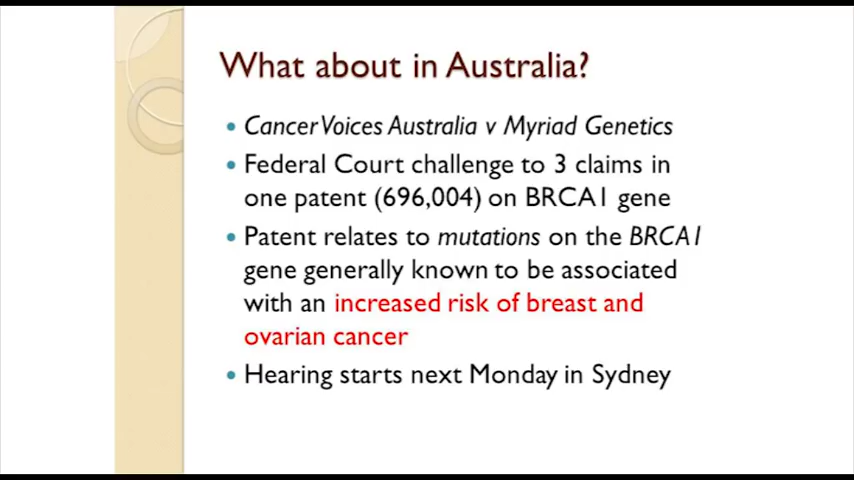 What about in Australia?
• Cancer Voices Australia v Myriad Genetics
• Federal Court challenge to 3 claims in
one patent (696,004) on BRCA1 gene
• Patent relates to mutations on the BRCA1
gene generally known to be associated
with an increased risk of breast and
ovarian cancer
• Hearing starts next Monday in Sydney